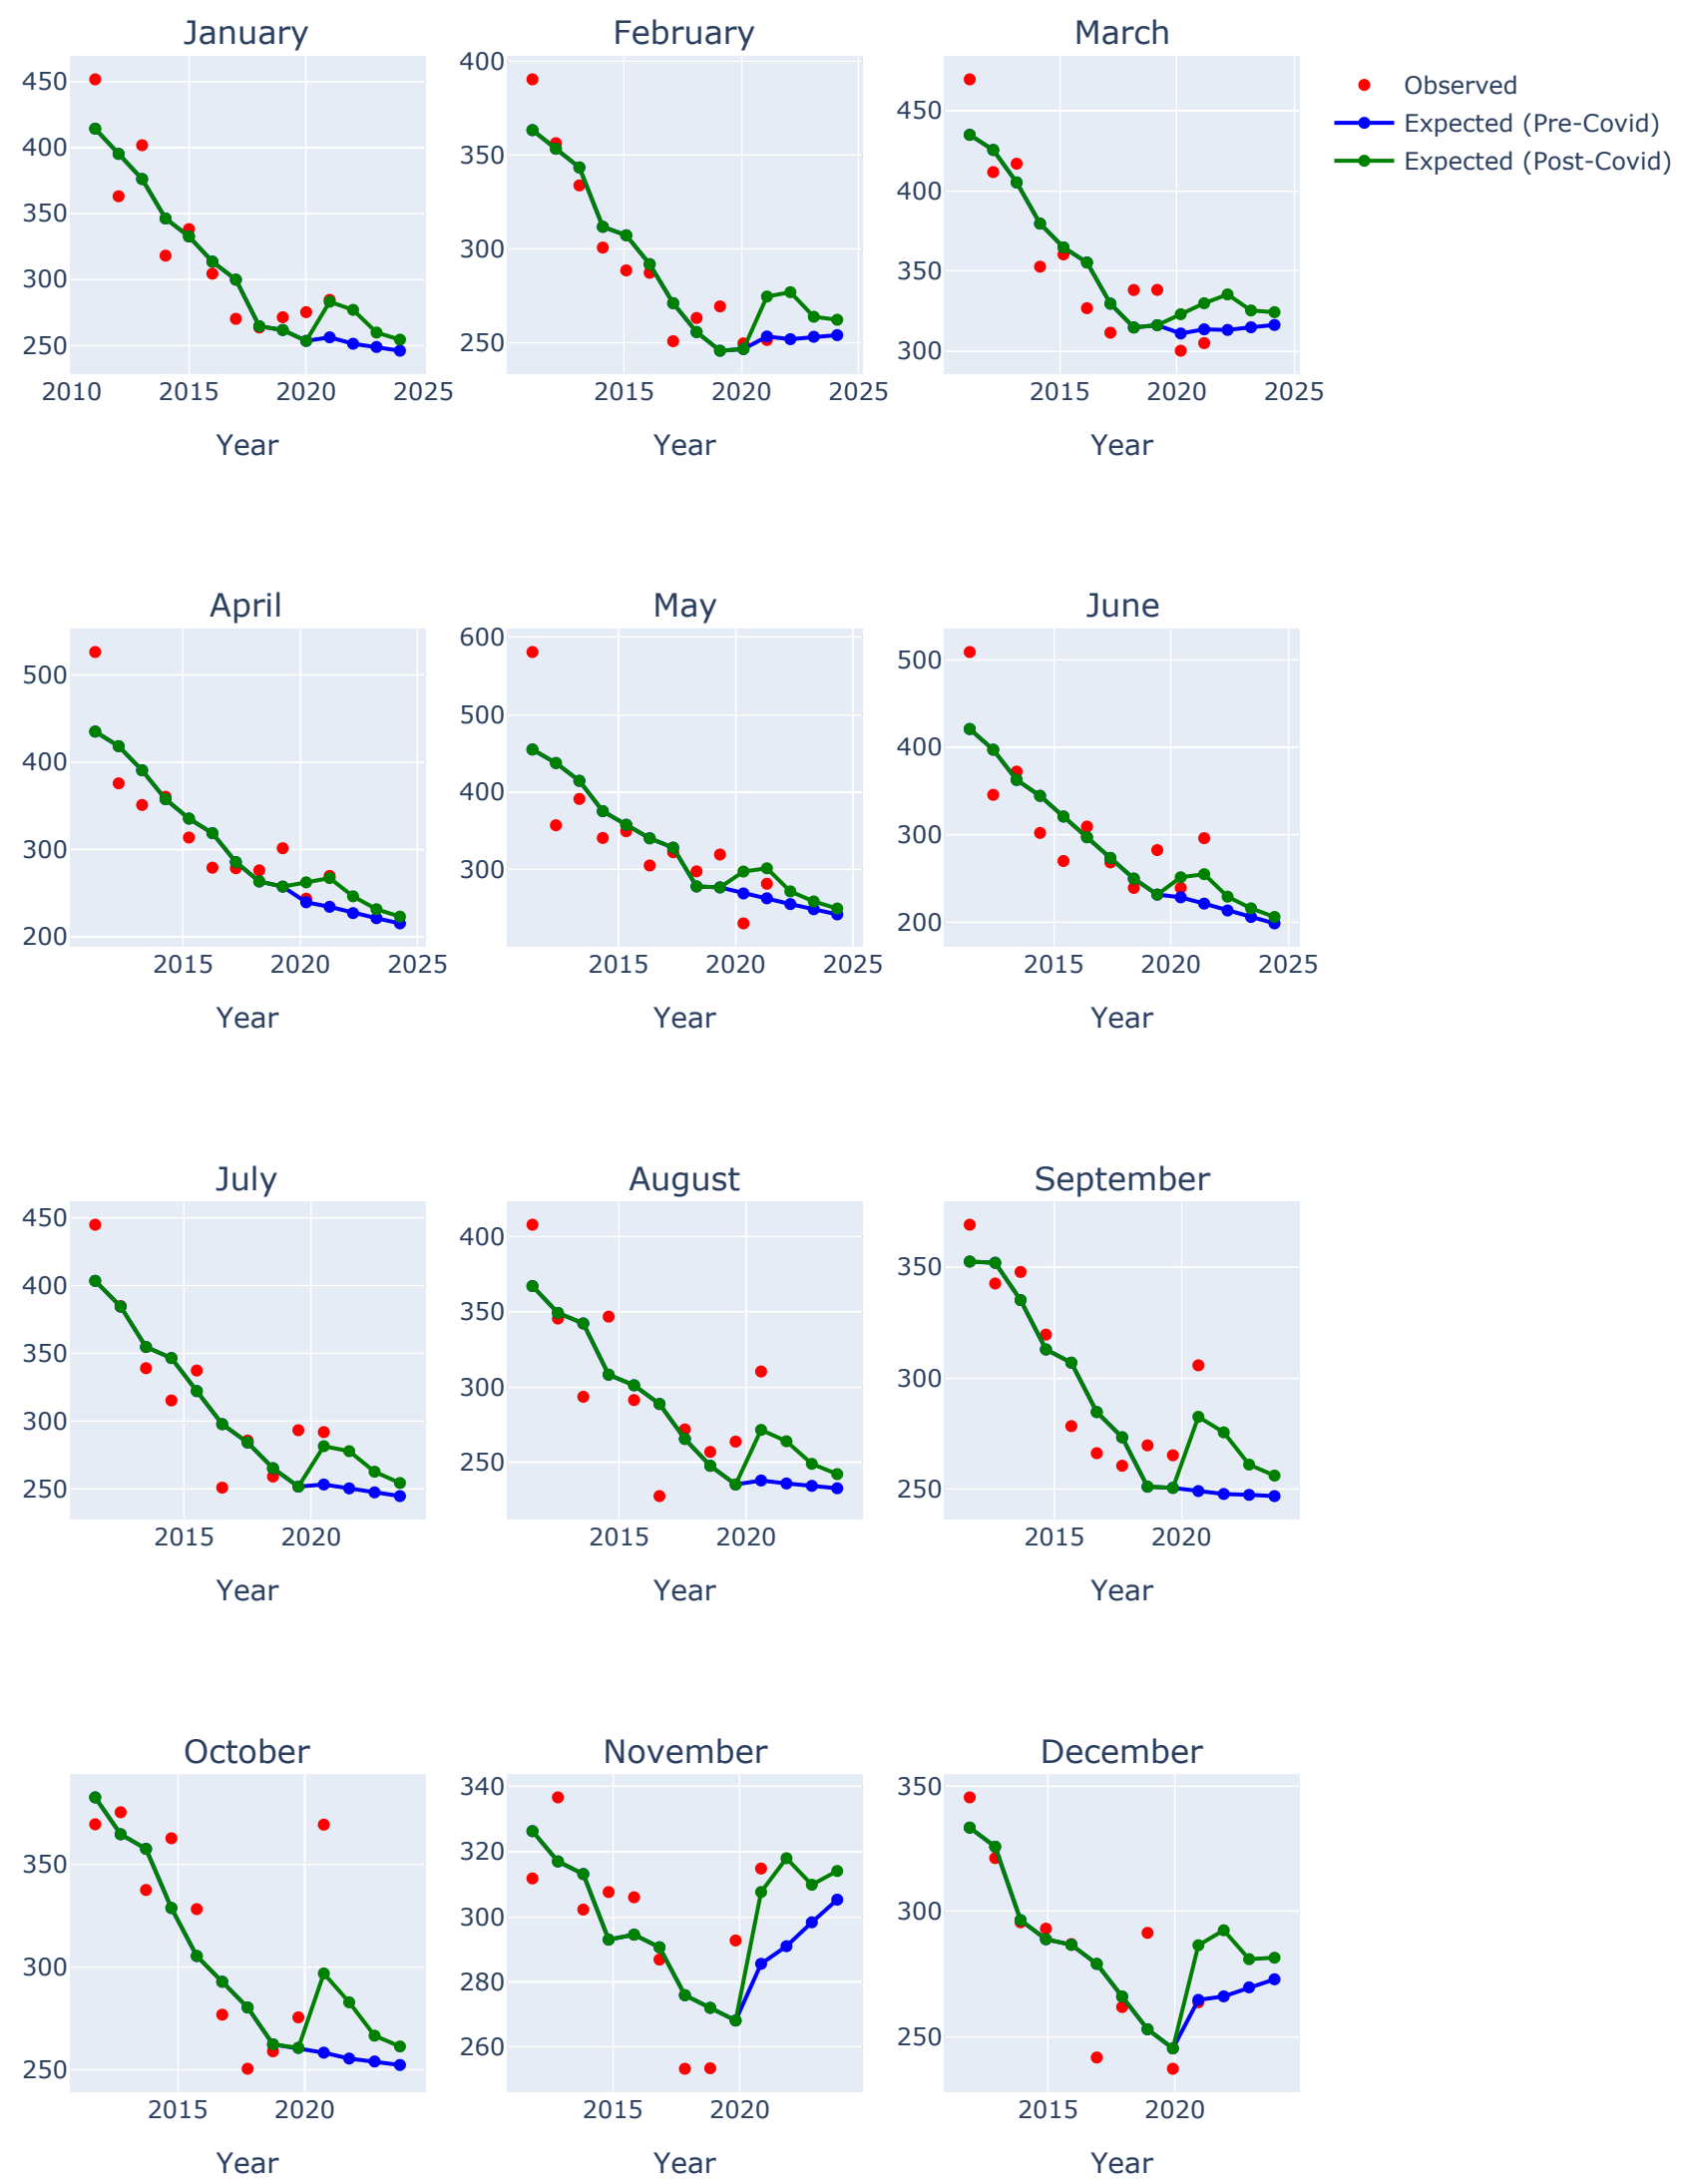 January February March
450
400
350
300
250
2010 2015 2020 2025
Year
400
350
300
250
2015 2020 2025
Year
450
400
350
300
2015 2020 2025
Year
Observed
Expected (Pre-Covid)
Expected (Post-Covid)
April May June
500
400
300
200
2015 2020 2025
Year
600
500
400
300
2015 2020 2025
Year
500
400
300
200
2015 2020 2025
Year
July August September
450
400
350
300
250
2015 2020
Year
400
350
300
250
2015 2020
Year
350
300
250
2015 2020
Year
October November December
350
300
250
2015 2020
Year
340
320
300
280
260
2015 2020
Year
350
300
250
2015 2020
Year